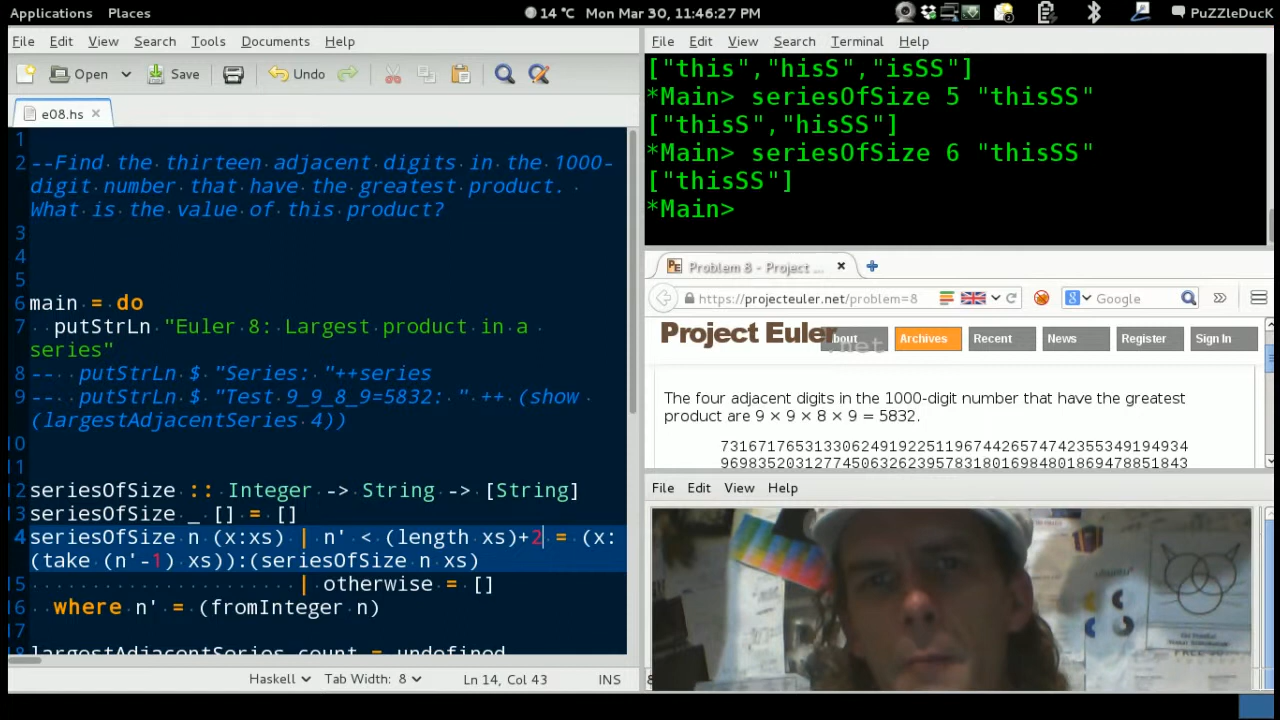 Applications Places 14 °C Mon Mar 30, 11:46:27 PM PuZZleDucK
File Edit View Search Tools Documents Help
Open Save Undo
e08.hs ×
1
2 --Find the thirteen adjacent digits in the 1000-
digit number that have the greatest product.
What is the value of this product?
3
4
5
6 main = do
7 putStrLn "Euler 8: Largest product in a
series"
8 -- putStrLn $ "Series: "++series
9 -- putStrLn $ "Test 9_9_8_9=5832: " ++ (show
(largestAdjacentSeries 4))
10
11
12 seriesOfSize :: Integer -> String -> [String]
13 seriesOfSize _ [] = []
4 seriesOfSize n (x:xs) | n' < (length xs)+2 = (x:
(take (n'-1) xs)):(seriesOfSize n xs)
15 | otherwise = []
16 where n' = (fromInteger n)
17
18 largestAdjacentSeries count = undefined
Haskell Tab Width: 8 Ln 14, Col 43 INS
File Edit View Search Terminal Help
["this","hisS","isSS"]
*Main> seriesOfSize 5 "thisSS"
["thisS","hisSS"]
*Main> seriesOfSize 6 "thisSS"
["thisSS"]
*Main>
PE Problem 8 - Project ... ×
https://projecteuler.net/problem=8 Google
Project Euler .net
About Archives Recent News Register Sign In
The four adjacent digits in the 1000-digit number that have the greatest
product are 9 × 9 × 8 × 9 = 5832.
73167176531330624919225119674426574742355349194934
96983520312774506326239578318016984801869478851843
File Edit View Help